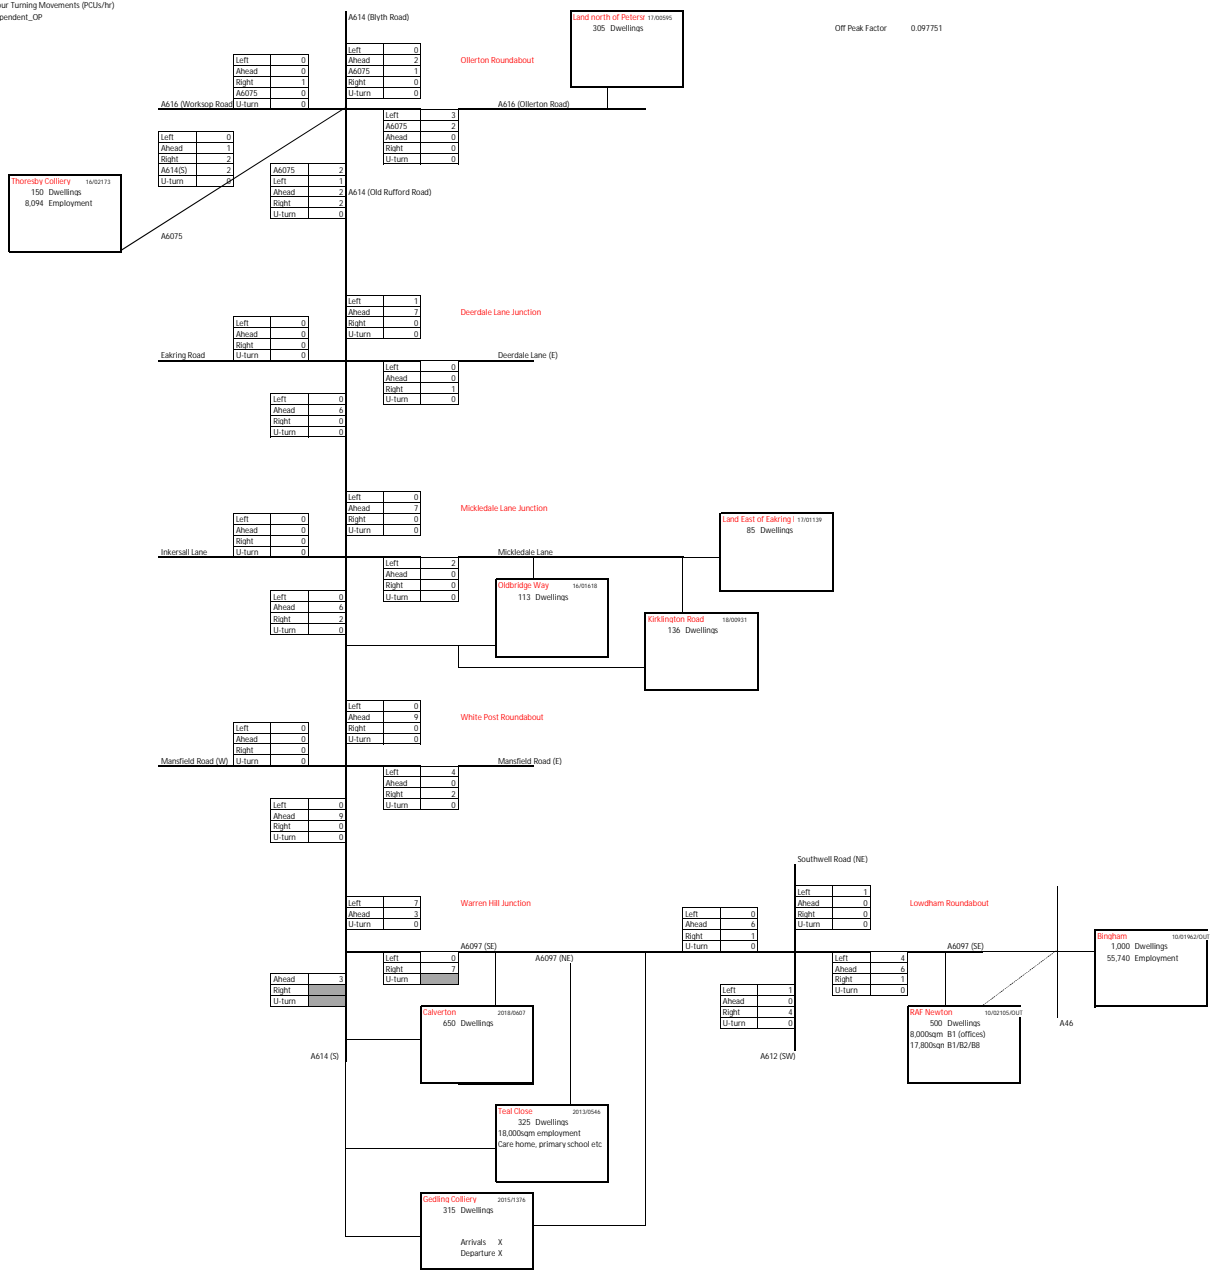 our Turning Movements (PCUs/hr)
pendent_OP
A614 (Blyth Road)
Land north of Petersr 17/00595
305 Dwellings
Off Peak Factor 0.097751
Left 0
Ahead 2
A6075 1
Right 0
U-turn 0
Ollerton Roundabout
Left 0
Ahead 0
Right 1
A6075 0
U-turn 0
A616 (Worksop Road
A616 (Ollerton Road)
Left 3
A6075 2
Ahead 0
Right 0
U-turn 0
Left 0
Ahead 1
Right 2
A614(S) 2
U-turn 0
A6075 2
Left 1
Ahead 2
Right 2
U-turn 0
A614 (Old Rufford Road)
Thoresby Colliery 16/02173
150 Dwellings
8,094 Employment
A6075
Left 1
Ahead 7
Right 0
U-turn 0
Deerdale Lane Junction
Left 0
Ahead 0
Right 0
U-turn 0
Eakring Road
Deerdale Lane (E)
Left 0
Ahead 0
Right 1
U-turn 0
Left 0
Ahead 6
Right 0
U-turn 0
Left 0
Ahead 7
Right 0
U-turn 0
Mickledale Lane Junction
Left 0
Ahead 0
Right 0
U-turn 0
Inkersall Lane
Mickledale Lane
Land East of Eakring I 17/01139
85 Dwellings
Left 2
Ahead 0
Right 0
U-turn 0
Oldbridge Way 16/01618
113 Dwellings
Left 0
Ahead 6
Right 2
U-turn 0
Kirklington Road 18/00931
136 Dwellings
Left 0
Ahead 9
Right 0
U-turn 0
White Post Roundabout
Left 0
Ahead 0
Right 0
U-turn 0
Mansfield Road (W)
Mansfield Road (E)
Left 4
Ahead 0
Right 2
U-turn 0
Left 0
Ahead 9
Right 0
U-turn 0
Southwell Road (NE)
Left 7
Ahead 3
U-turn 0
Warren Hill Junction
Left 1
Ahead 0
Right 0
U-turn 0
Lowdham Roundabout
Left 0
Ahead 6
Right 1
U-turn 0
A6097 (SE)
A6097 (NE)
A6097 (SE)
Bingham 10/01962/OUT
1,000 Dwellings
55,740 Employment
Left 0
Right 7
U-turn
Left 4
Ahead 6
Right 1
U-turn 0
Ahead 3
Right
U-turn
Left 1
Ahead 0
Right 4
U-turn 0
Calverton 2018/0607
650 Dwellings
RAF Newton 10/02105/OUT
500 Dwellings
8,000sqm B1 (offices)
17,800sqn B1/B2/B8
A46
A614 (S)
A612 (SW)
Teal Close 2013/0546
325 Dwellings
18,000sqm employment
Care home, primary school etc
Gedling Colliery 2015/1376
315 Dwellings
Arrivals X
Departure X